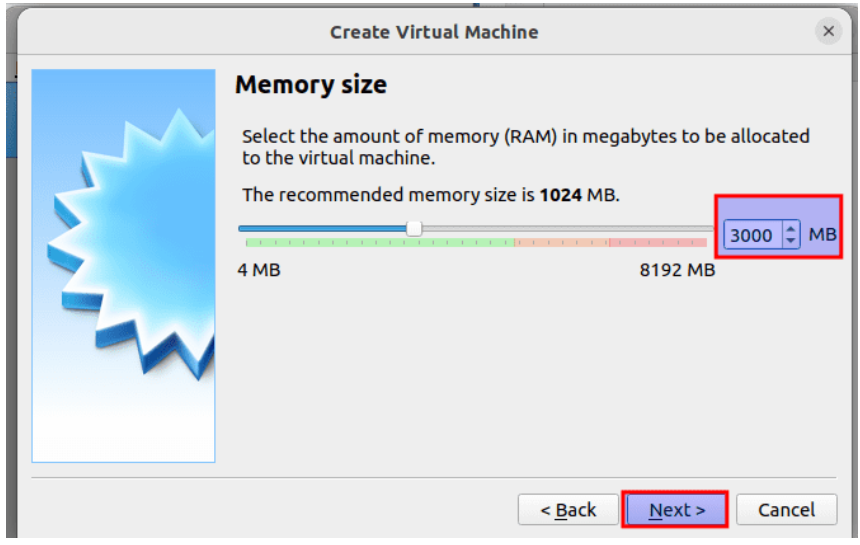 Create Virtual Machine
Memory size
Select the amount of memory (RAM) in megabytes to be allocated
to the virtual machine.
The recommended memory size is 1024 MB.
3000 MB
4 MB 8192 MB
< Back Next > Cancel